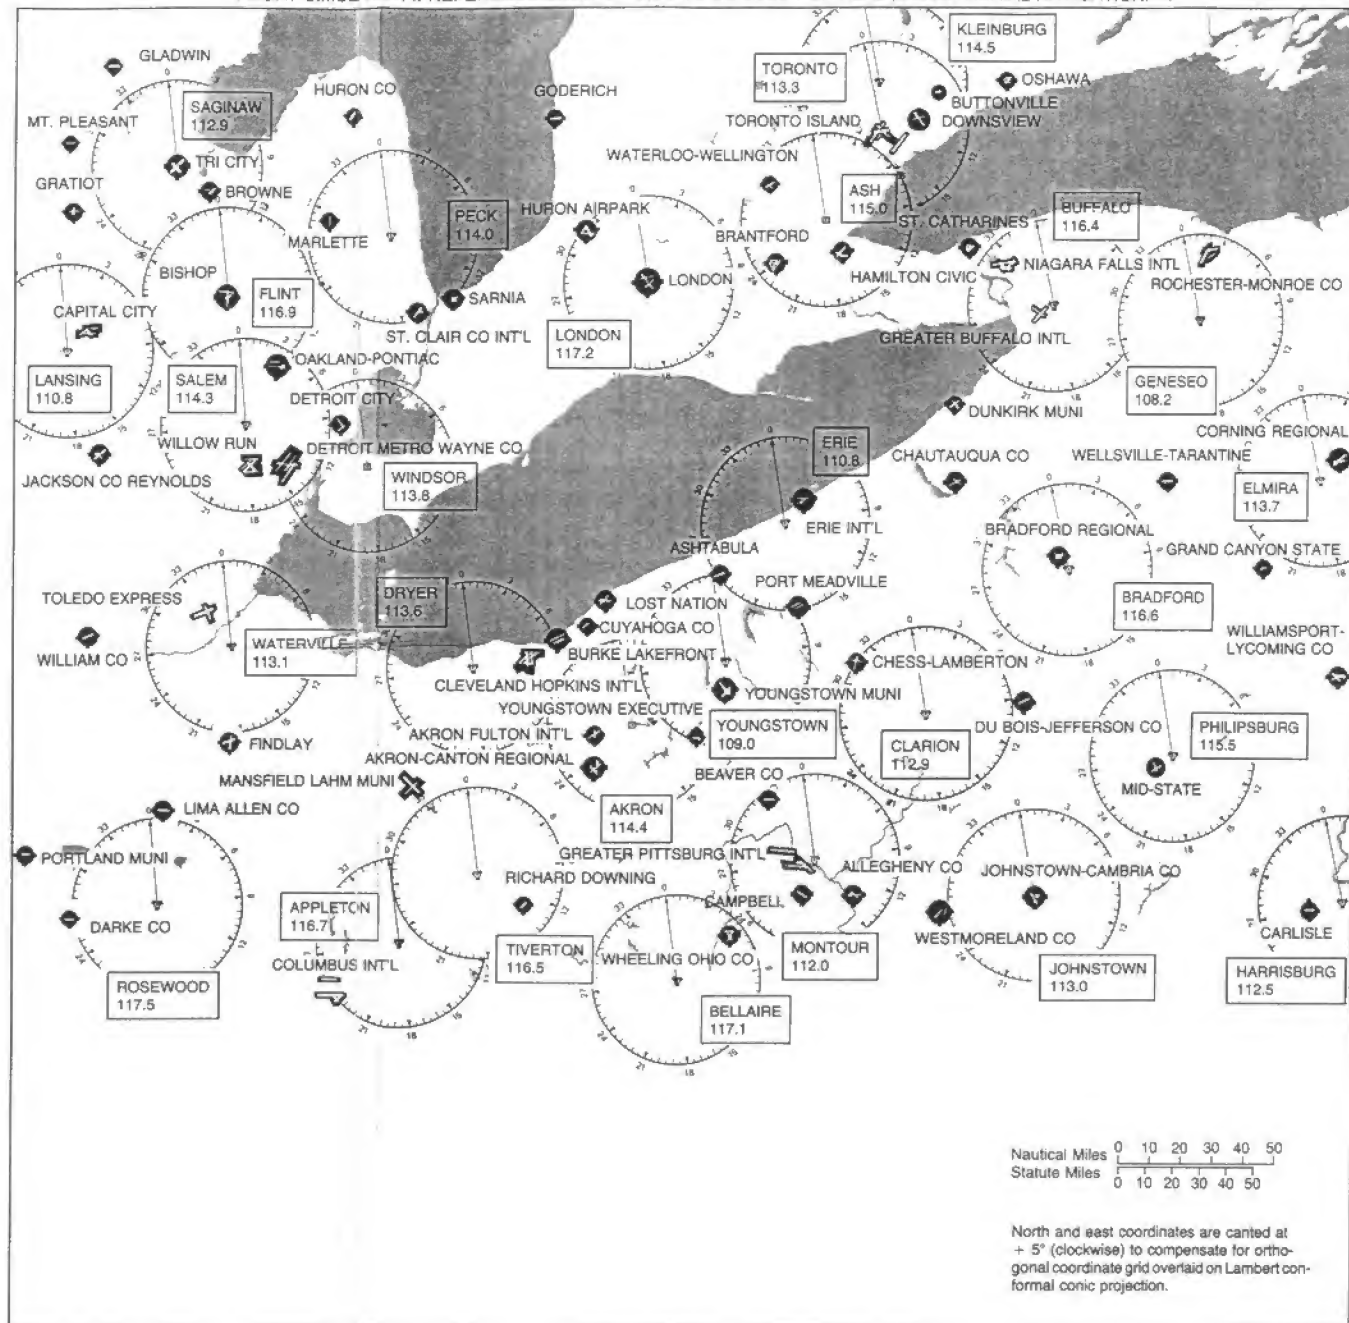 KLEINBURG
114.5
GLADWIN
TORONTO
113.3
OSHAWA
SAGINAW
112.9
HURON CO
GODERICH
BUTTONVILLE
DOWNSVIEW
MT. PLEASANT
TORONTO ISLAND
TRI CITY
WATERLOO-WELLINGTON
GRATIOT
BROWNE
ASH
115.0
PECK
114.0
HURON AIRPARK
ST. CATHARINES
BUFFALO
116.4
MARLETTE
BRANTFORD
BISHOP
HAMILTON CIVIC
NIAGARA FALLS INTL
FLINT
116.9
LONDON
ROCHESTER-MONROE CO
CAPITAL CITY
SARNIA
ST. CLAIR CO INT'L
LONDON
117.2
GREATER BUFFALO INTL
OAKLAND-PONTIAC
LANSING
110.8
SALEM
114.3
GENESEO
108.2
DETROIT CITY
DUNKIRK MUNI
WILLOW RUN
DETROIT METRO WAYNE CO
ERIE
110.8
CORNING REGIONAL
JACKSON CO REYNOLDS
WINDSOR
113.8
CHAUTAUQUA CO
WELLSVILLE-TARANTINE
ELMIRA
113.7
ERIE INT'L
BRADFORD REGIONAL
ASHTABULA
GRAND CANYON STATE
PORT MEADVILLE
TOLEDO EXPRESS
DRYER
113.6
LOST NATION
BRADFORD
116.6
CUYAHOGA CO
WILLIAMSPORT-
LYCOMING CO
WILLIAM CO
WATERVILLE
113.1
BURKE LAKEFRONT
CHESS-LAMBERTON
CLEVELAND HOPKINS INT'L
YOUNGSTOWN MUNI
YOUNGSTOWN EXECUTIVE
DU BOIS-JEFFERSON CO
PHILIPSBURG
115.5
FINDLAY
AKRON FULTON INT'L
YOUNGSTOWN
109.0
CLARION
112.9
AKRON-CANTON REGIONAL
BEAVER CO
MANSFIELD LAHM MUNI
MID-STATE
LIMA ALLEN CO
AKRON
114.4
PORTLAND MUNI
GREATER PITTSBURG INT'L
ALLEGHENY CO
JOHNSTOWN-CAMBRIA CO
RICHARD DOWNING
APPLETON
116.7
CAMPBELL
DARKE CO
WESTMORELAND CO
CARLISLE
TIVERTON
116.5
WHEELING OHIO CO
MONTOUR
112.0
COLUMBUS INT'L
ROSEWOOD
117.5
JOHNSTOWN
113.0
HARRISBURG
112.5
BELLAIRE
117.1
Nautical Miles 0 10 20 30 40 50
Statute Miles 0 10 20 30 40 50
North and east coordinates are canted at
+ 5° (clockwise) to compensate for ortho-
gonal coordinate grid overlaid on Lambert con-
formal conic projection.